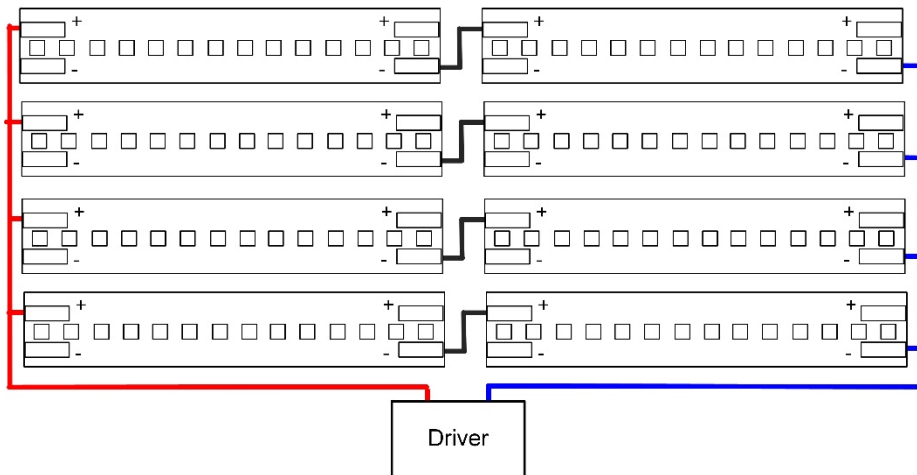 + + + +
- - - -
+ + + +
- - - -
+ + + +
- - - -
+ + + +
- - - -
Driver